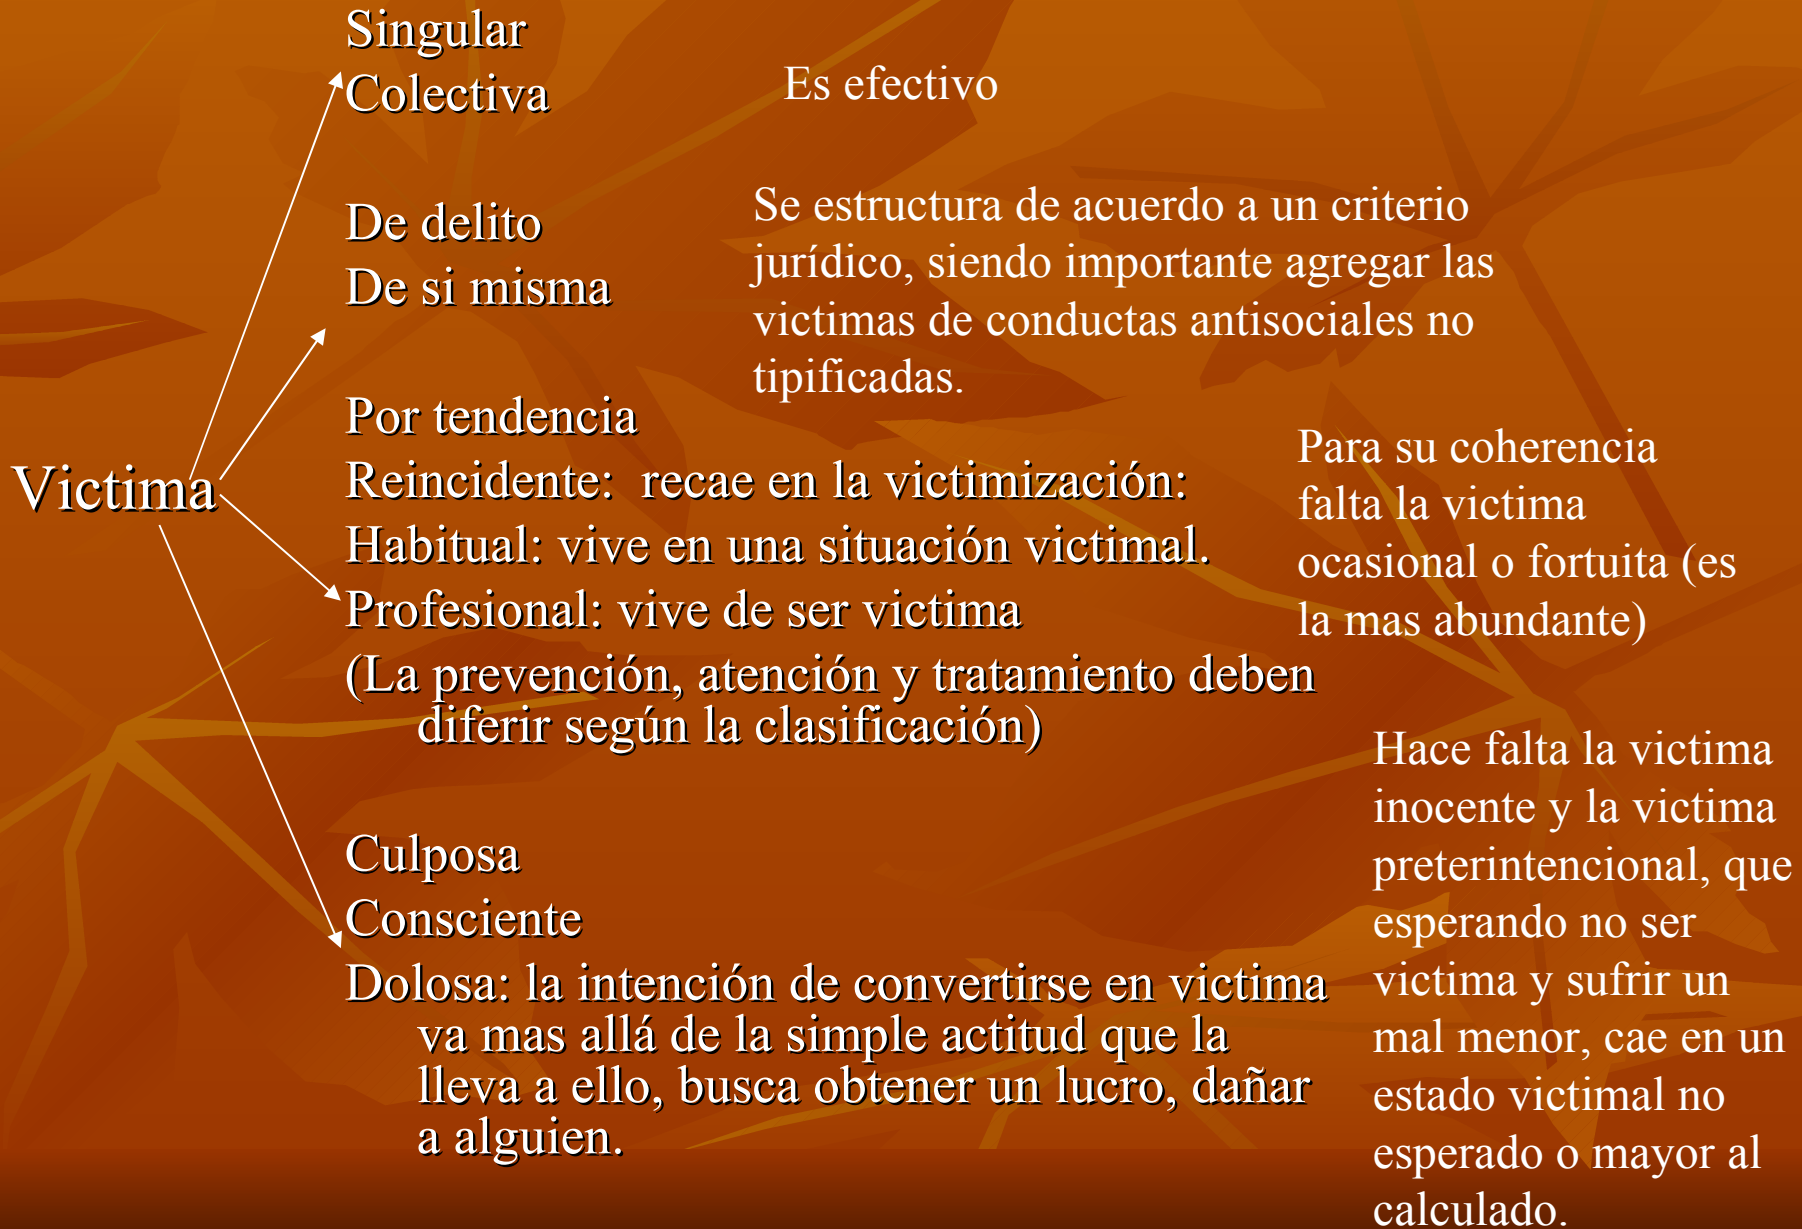 Singular
Colectiva
Es efectivo
De delito
De si misma
Se estructura de acuerdo a un criterio
jurídico, siendo importante agregar las
victimas de conductas antisociales no
tipificadas.
Victima
Por tendencia
Reincidente:  recae en la victimización:
Habitual: vive en una situación victimal.
Profesional: vive de ser victima
(La prevención, atención y tratamiento deben
diferir según la clasificación)
Para su coherencia
falta la victima
ocasional o fortuita (es
la mas abundante)
Culposa
Consciente
Dolosa: la intención de convertirse en victima
va mas allá de la simple actitud que la
lleva a ello, busca obtener un lucro, dañar
a alguien.
Hace falta la victima
inocente y la victima
preterintencional, que
esperando no ser
victima y sufrir un
mal menor, cae en un
estado victimal no
esperado o mayor al
calculado.